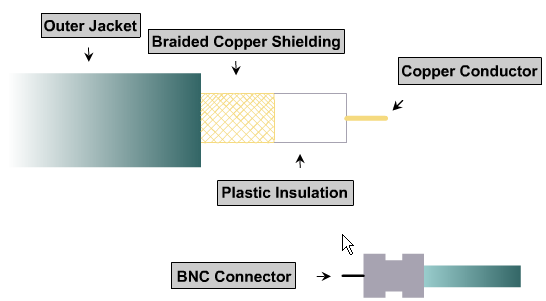 Outer Jacket
Braided Copper Shielding
Copper Conductor
Plastic Insulation
BNC Connector